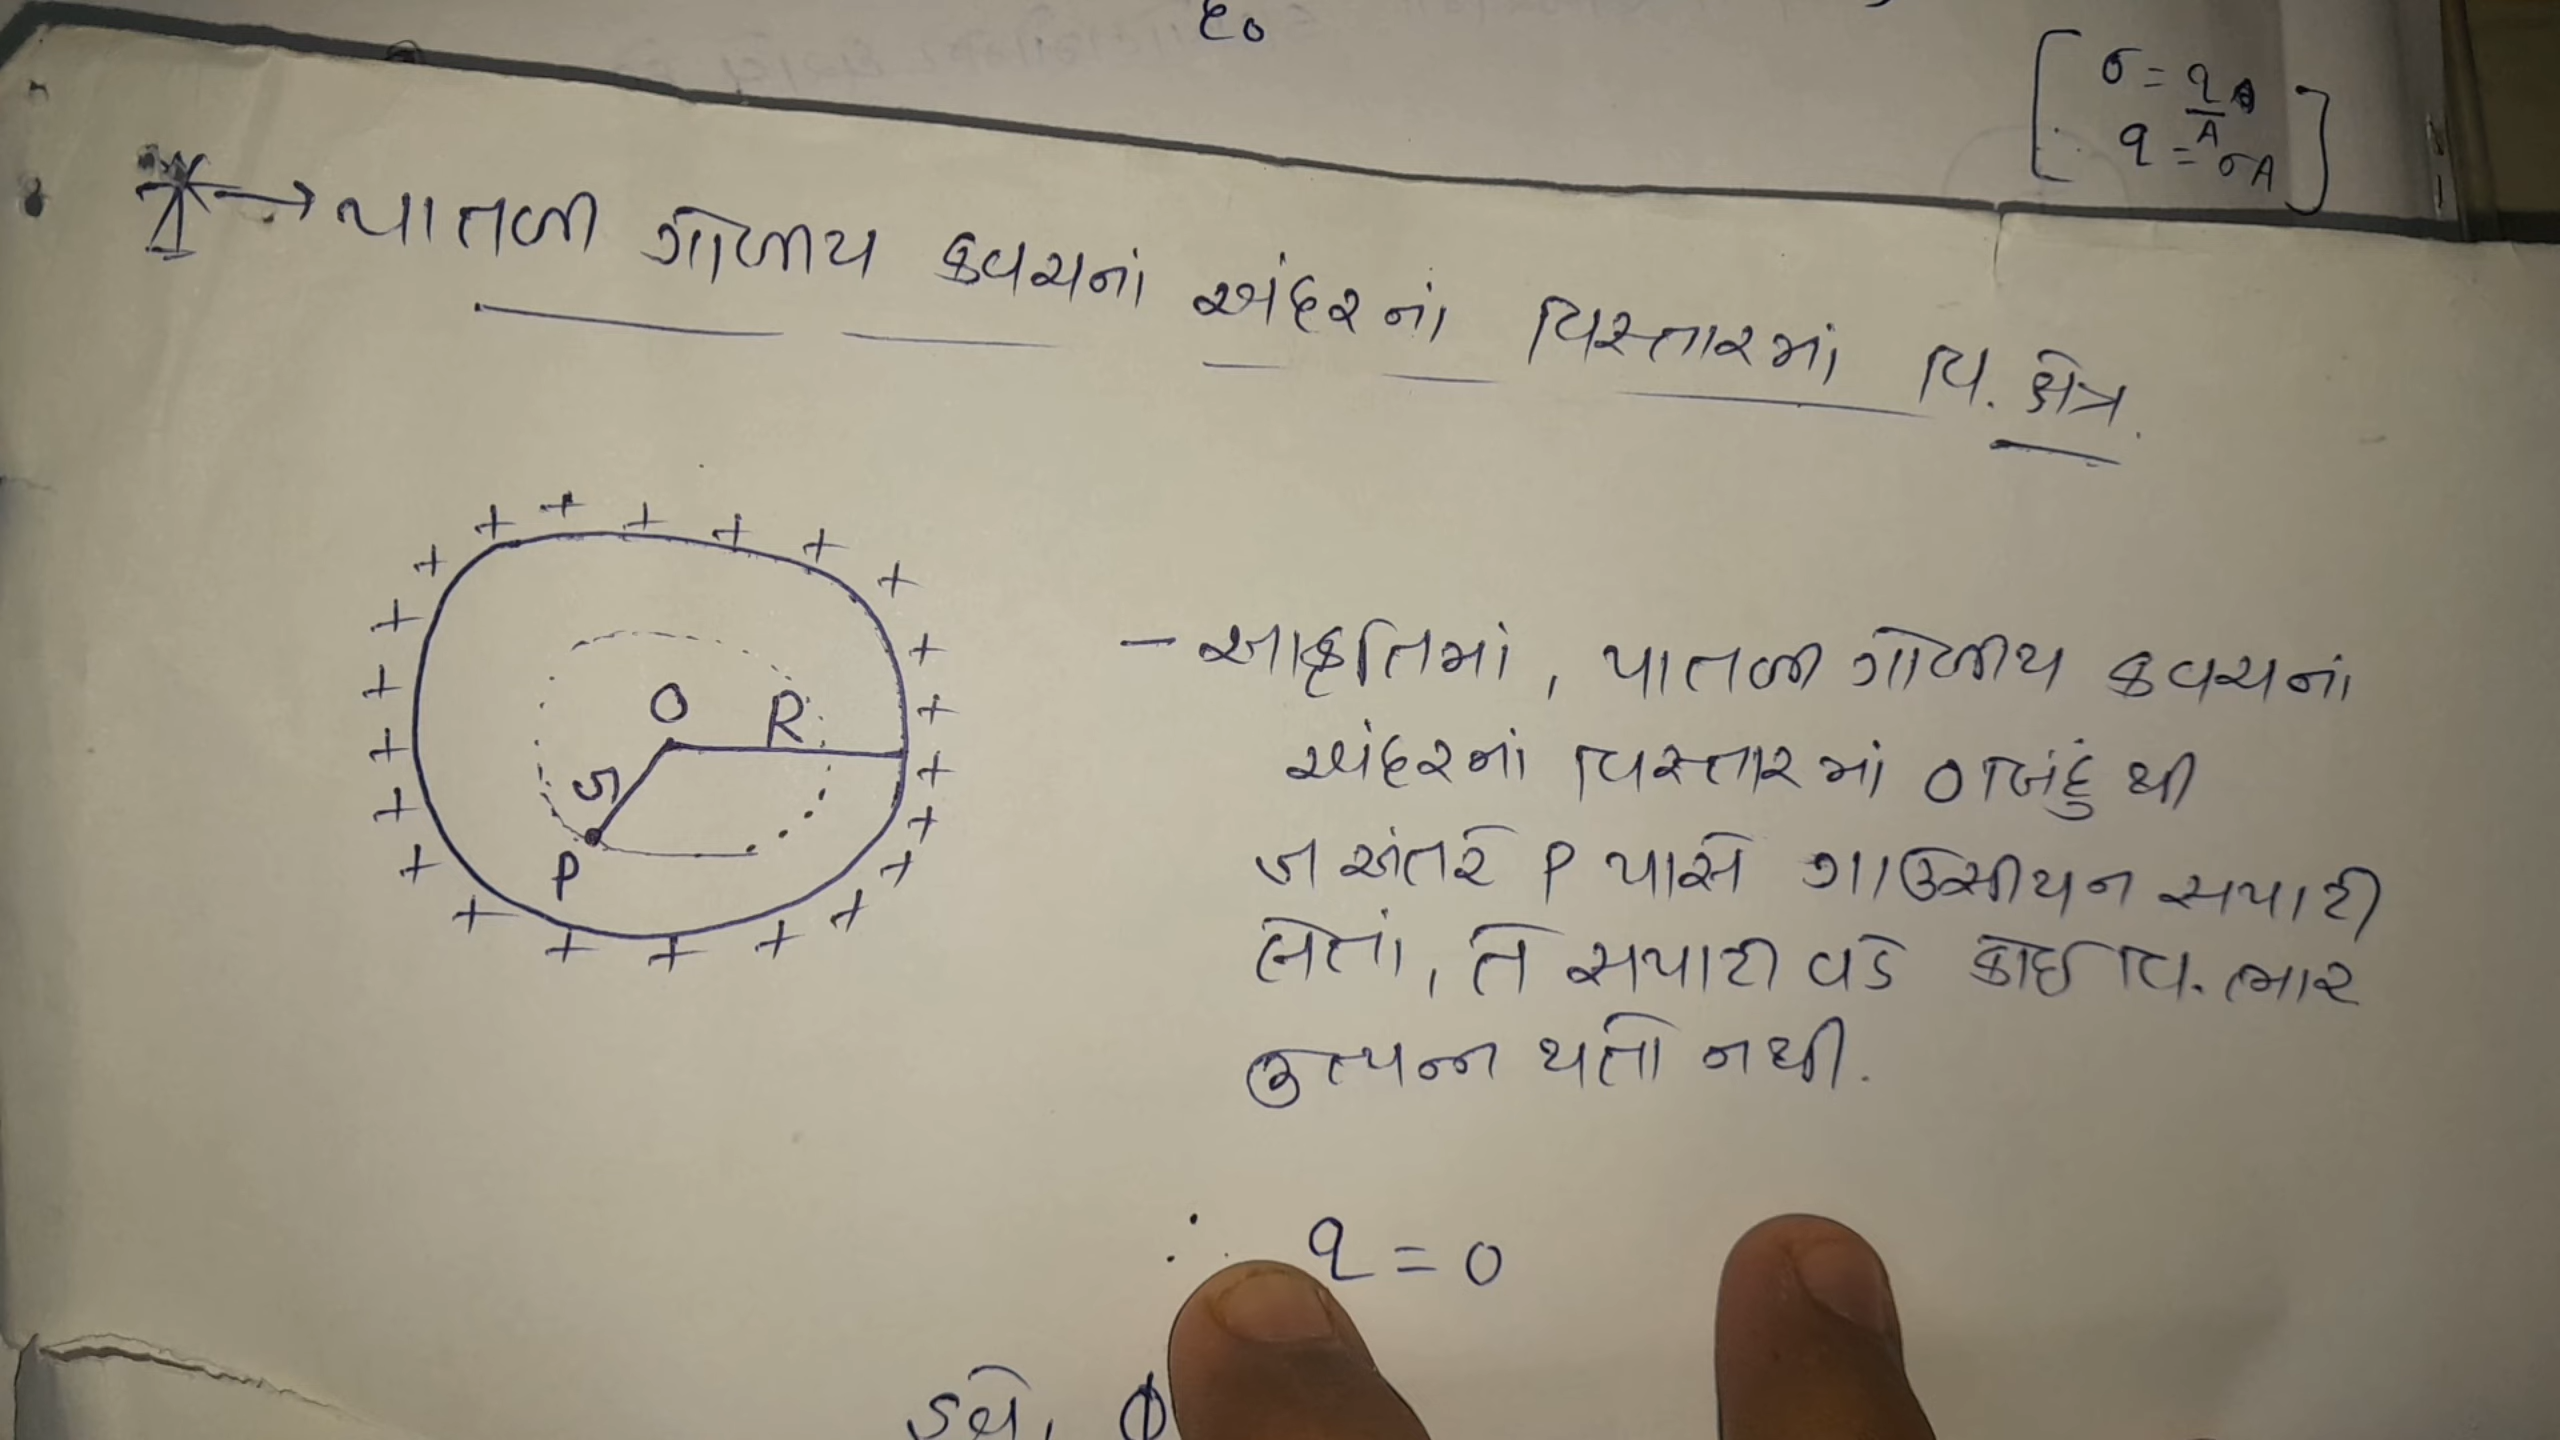 ε0
σ = q/A
q = σA
→ પાતળી ગોળીય કવચનાં અંદરનાં વિસ્તારમાં વિ. ક્ષેત્ર.
+ + + + + + + + + + + + + + + + + + + + + + + +
O R
r
P
- આકૃતિમાં, પાતળી ગોળીય કવચનાં
અંદરનાં વિસ્તારમાં O બિંદુ થી
r અંતરે P પાસે ગાઉસીયન સપાટી
લેતાં, તે સપાટી વડે કોઈ વિ. ભાર
ઉત્પન્ન થતો નથી.
∴ q = 0
હવે, ϕ